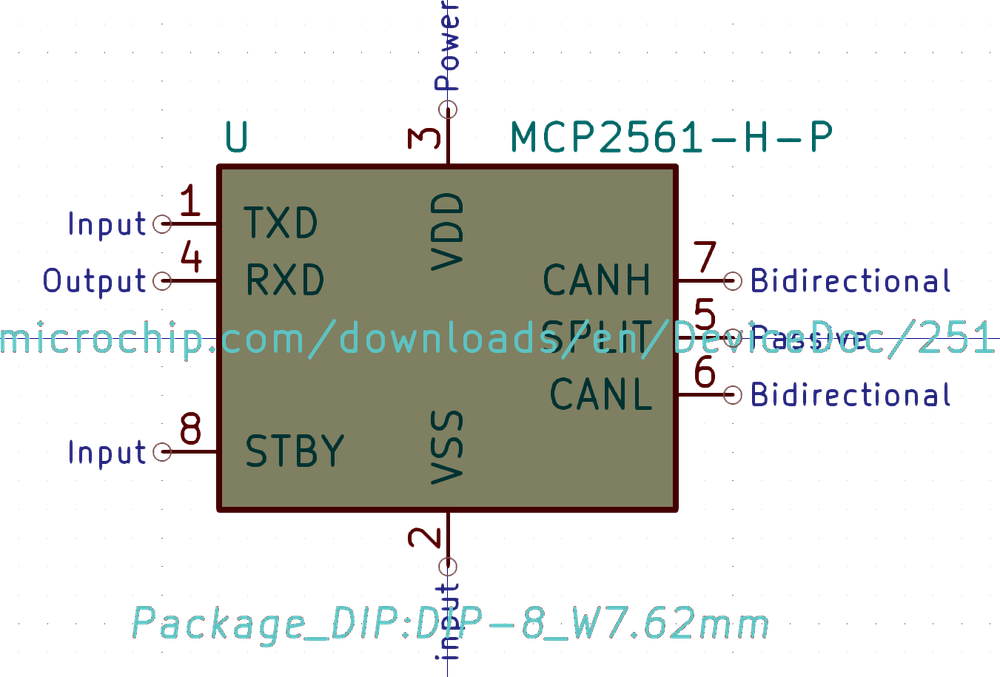 Power
U
3
MCP2561-H-P
Input
1
TXD
VDD
Output
4
RXD
CANH
7
Bidirectional
microchip.com/downloads/en/DeviceDoc/251
SPLIT
5
Passive
CANL
6
Bidirectional
Input
8
STBY
VSS
2
input
Package_DIP:DIP-8_W7.62mm